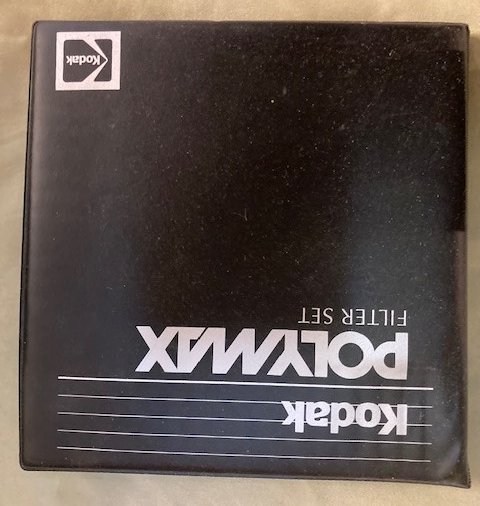 Kodak
POLYMAX
FILTER SET
Kodak